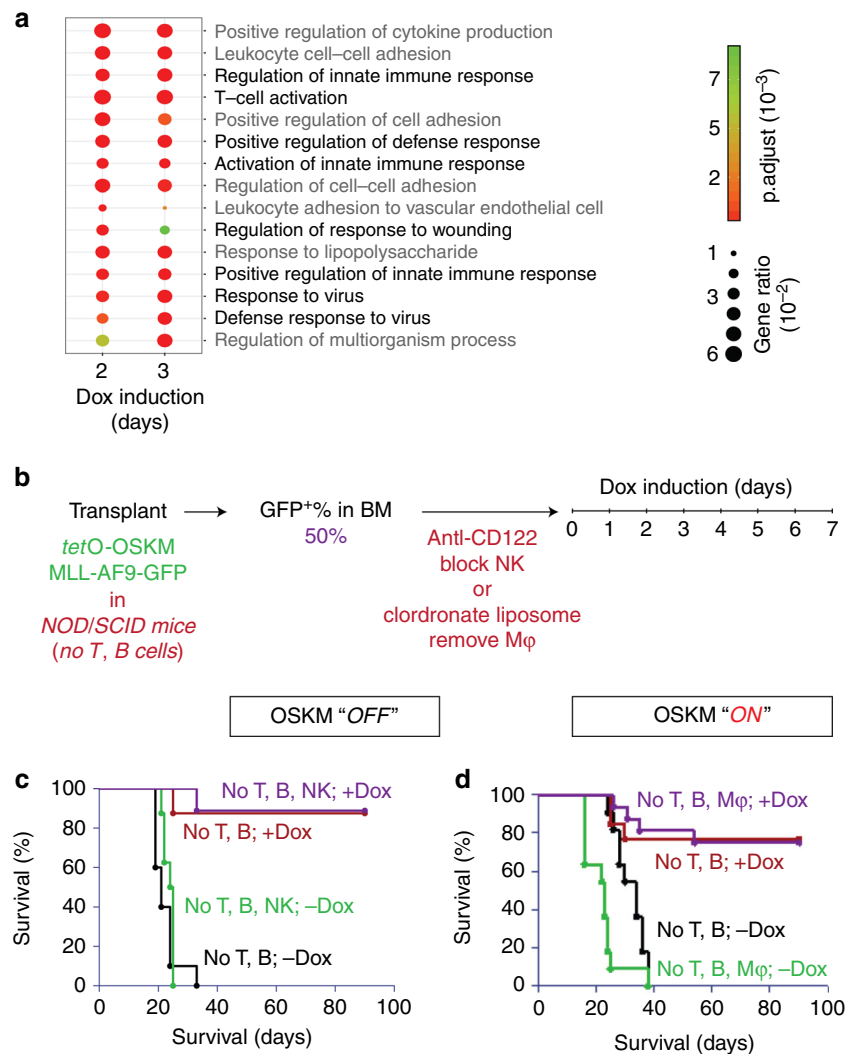 a
Positive regulation of cytokine production
Leukocyte cell–cell adhesion
Regulation of innate immune response
T–cell activation
Positive regulation of cell adhesion
Positive regulation of defense response
Activation of innate immune response
Regulation of cell–cell adhesion
Leukocyte adhesion to vascular endothelial cell
Regulation of response to wounding
Response to lipopolysaccharide
Positive regulation of innate immune response
Response to virus
Defense response to virus
Regulation of multiorganism process
2 3
Dox induction
(days)
7
5
2
p.adjust (10⁻³)
1
3
6
Gene ratio
(10⁻²)
b
Transplant
tetO-OSKM
MLL-AF9-GFP
in
NOD/SCID mice
(no T, B cells)
GFP⁺% in BM
50%
AntI-CD122
block NK
or
clordronate liposome
remove Mφ
Dox induction (days)
0 1 2 3 4 5 6 7
OSKM "OFF"
OSKM "ON"
c
Survival (%)
100
80
60
40
20
0
No T, B, NK; +Dox
No T, B; +Dox
No T, B, NK; –Dox
No T, B; –Dox
0 20 40 60 80 100
Survival (days)
d
Survival (%)
100
80
60
40
20
0
No T, B, Mφ; +Dox
No T, B; +Dox
No T, B; –Dox
No T, B, Mφ; –Dox
0 20 40 60 80 100
Survival (days)